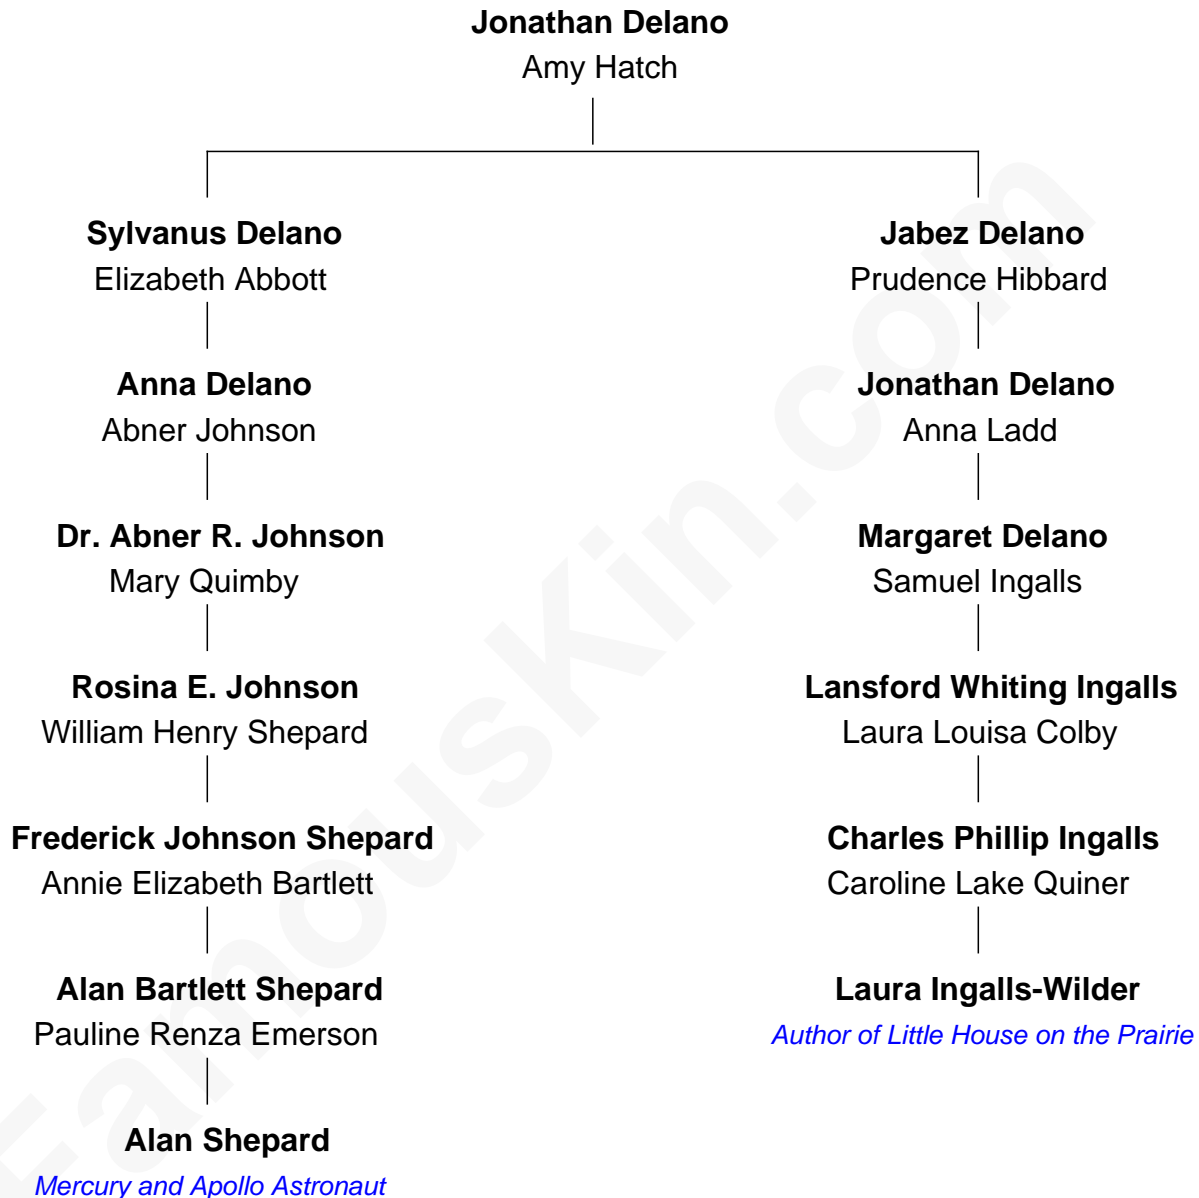 Jonathan Delano
Amy Hatch
Sylvanus Delano
Elizabeth Abbott
Jabez Delano
Prudence Hibbard
Anna Delano
Abner Johnson
Jonathan Delano
Anna Ladd
Dr. Abner R. Johnson
Mary Quimby
Margaret Delano
Samuel Ingalls
Rosina E. Johnson
William Henry Shepard
Lansford Whiting Ingalls
Laura Louisa Colby
Frederick Johnson Shepard
Annie Elizabeth Bartlett
Charles Phillip Ingalls
Caroline Lake Quiner
Alan Bartlett Shepard
Pauline Renza Emerson
Laura Ingalls-Wilder
Author of Little House on the Prairie
Alan Shepard
Mercury and Apollo Astronaut
FamousKin.com